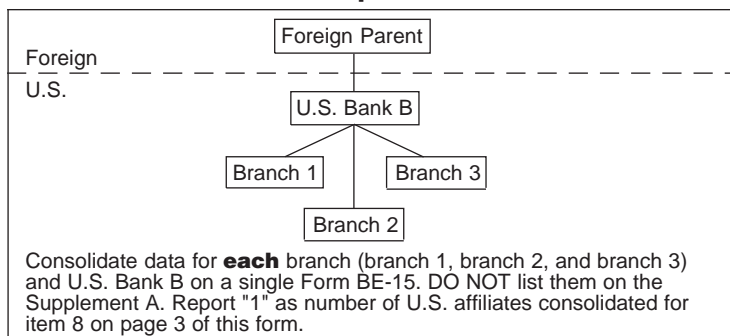 Foreign Parent
Foreign
U.S.
U.S. Bank B
Branch 1
Branch 3
Branch 2
Consolidate data for each branch (branch 1, branch 2, and branch 3)
and U.S. Bank B on a single Form BE-15. DO NOT list them on the
Supplement A. Report "1" as number of U.S. affiliates consolidated for
item 8 on page 3 of this form.